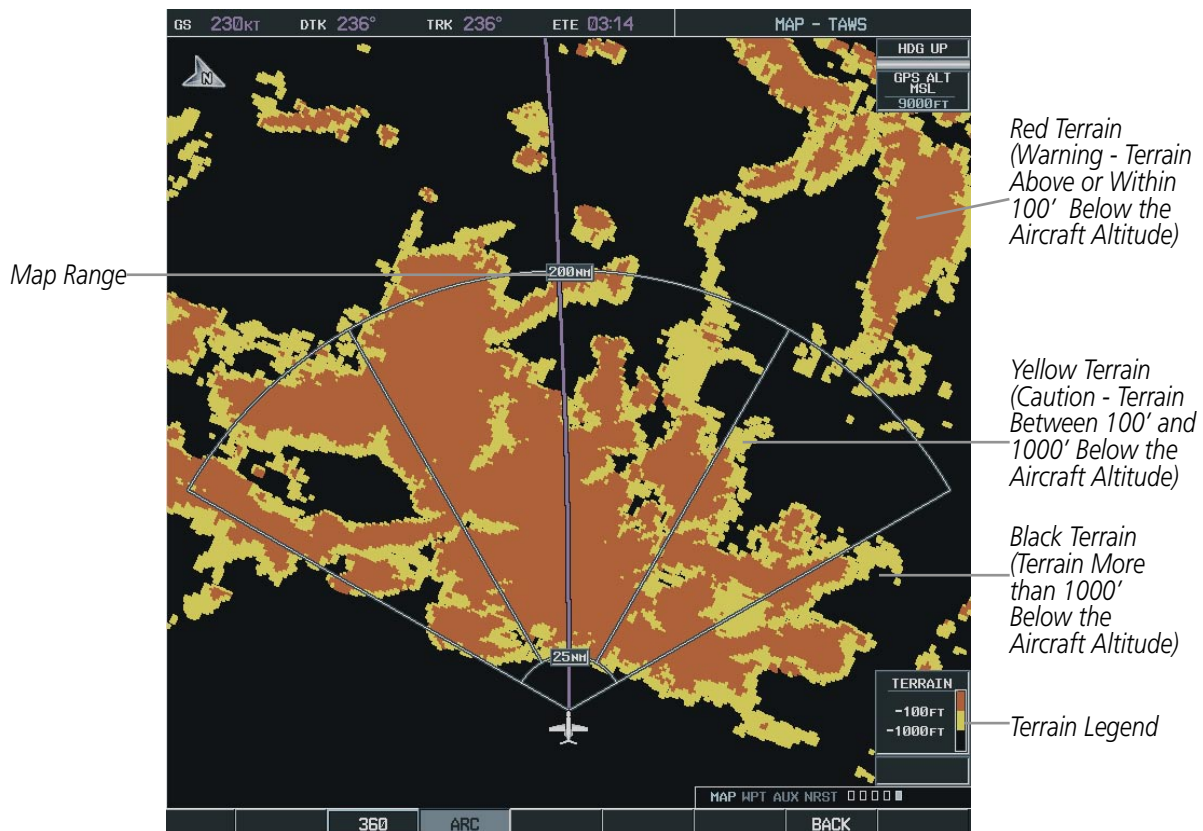 GS 230KT DTK 236° TRK 236° ETE 03:14 MAP - TAWS
HDG UP
GPS ALT
MSL
9000FT
N
Red Terrain
(Warning - Terrain
Above or Within
100' Below the
Aircraft Altitude)
Map Range
200NM
Yellow Terrain
(Caution - Terrain
Between 100' and
1000' Below the
Aircraft Altitude)
Black Terrain
(Terrain More
than 1000'
Below the
Aircraft Altitude)
25NM
TERRAIN
-100FT
-1000FT
Terrain Legend
MAP WPT AUX NRST
360 ARC BACK